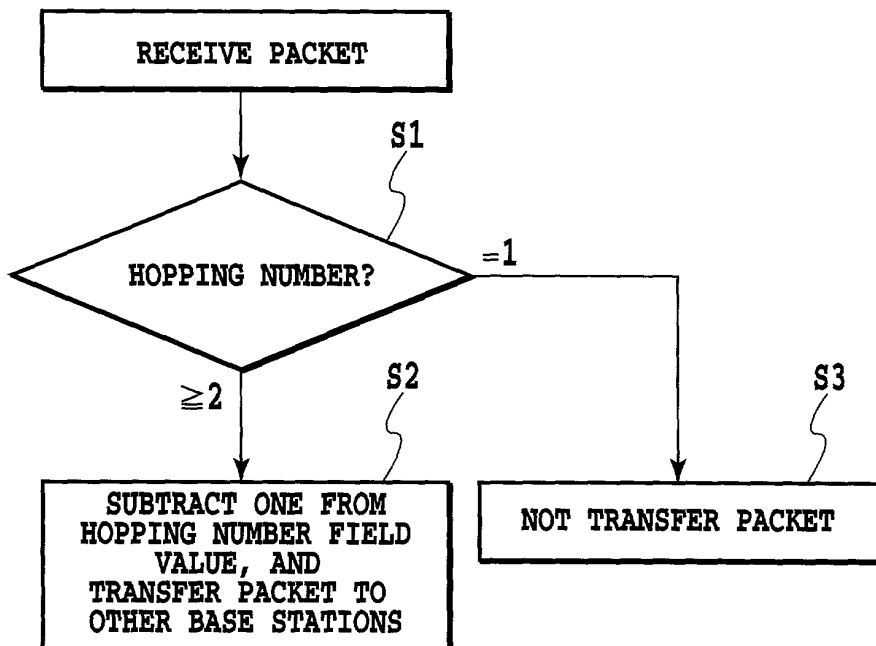 RECEIVE PACKET
S1
HOPPING NUMBER?
=1
≧2
S2
S3
SUBTRACT ONE FROM
HOPPING NUMBER FIELD
VALUE, AND
TRANSFER PACKET TO
OTHER BASE STATIONS
NOT TRANSFER PACKET